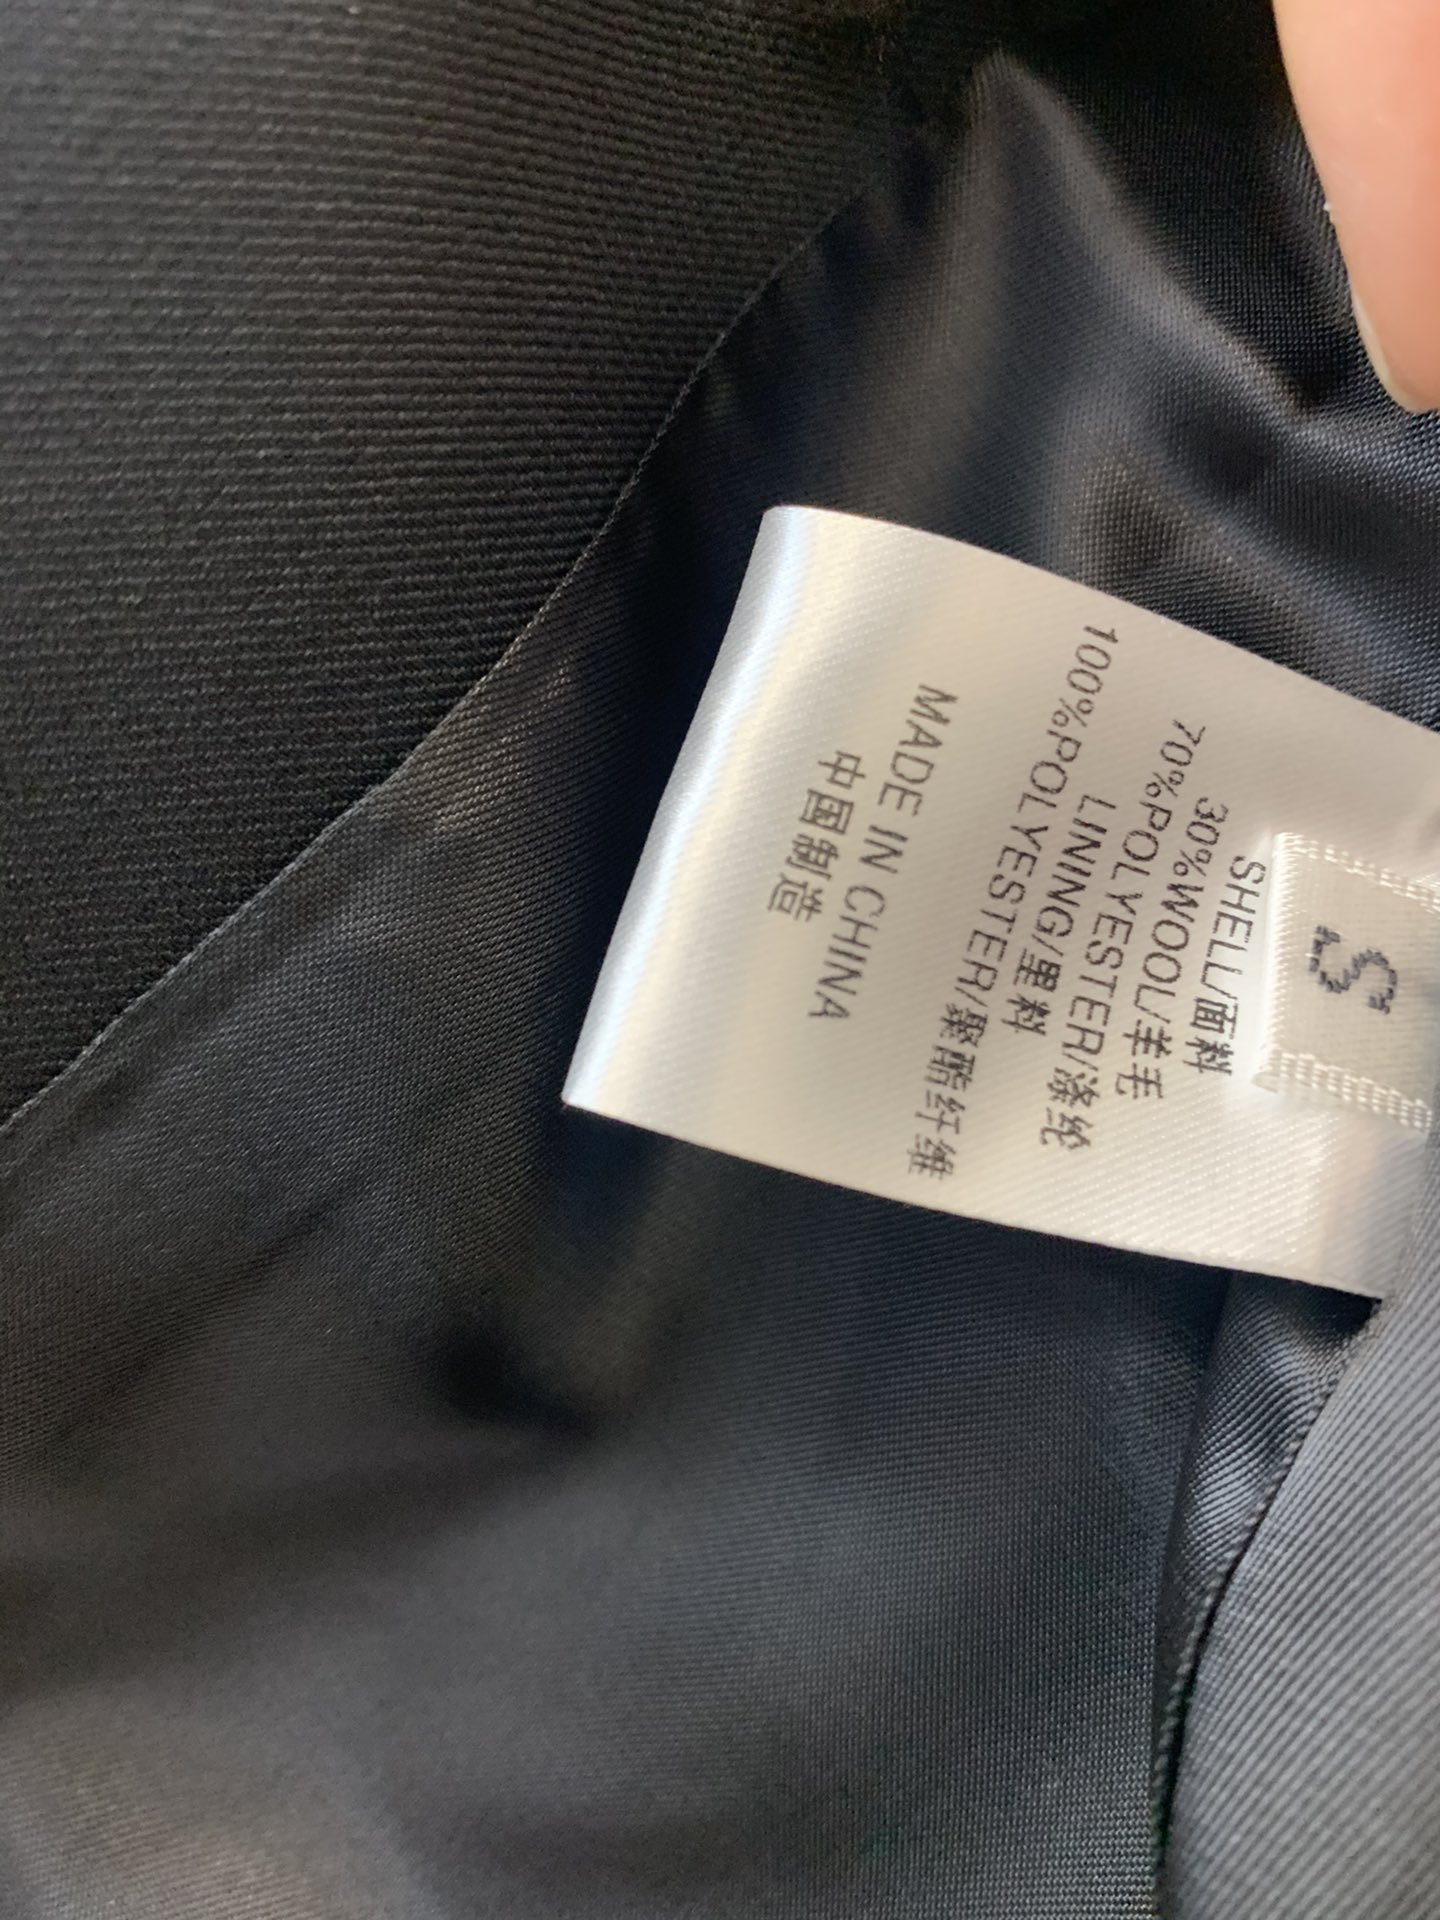 S
SHELL/面料
30%WOOL/羊毛
70%POLYESTER/涤纶
LINING/里料
100%POLYESTER/聚酯纤维
MADE IN CHINA
中国制造